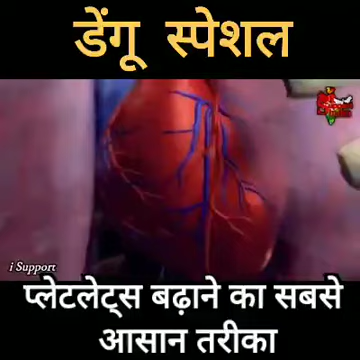 डेंगू स्पेशल
i Support
प्लेटलेट्स बढ़ाने का सबसे
आसान तरीका